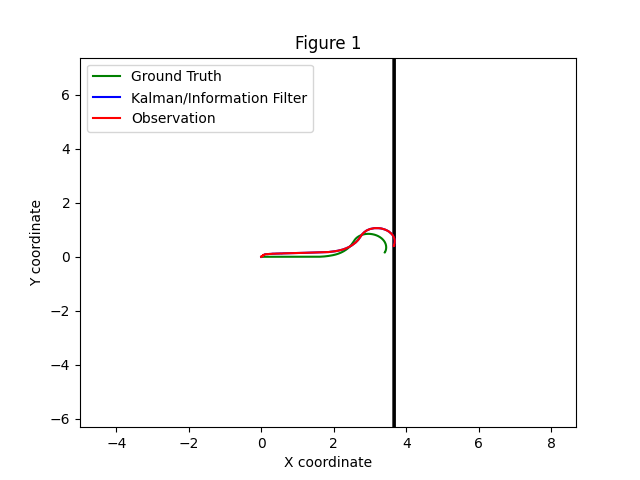 Figure 1
Ground Truth
Kalman/Information Filter
Observation
6
4
2
0
−2
−4
−6
Y coordinate
−4
−2
0
2
4
6
8
X coordinate